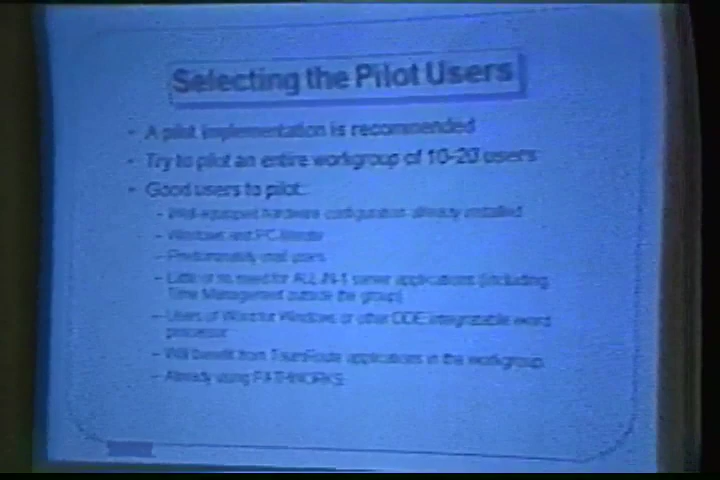 Selecting the Pilot Users
• A pilot implementation is recommended
• Try to pilot an entire workgroup of 10-20 users
• Good users to pilot:
– Well-equipped hardware configuration already installed
– Windows and PC
– Predominately mail users
– Little or no need for ALL-IN-1 server applications (including
Time Management outside the group)
– Users of Word for Windows or other DDE integratable word
processor
– Will benefit from TeamRoute applications in the workgroup
– Already using PATHWORKS